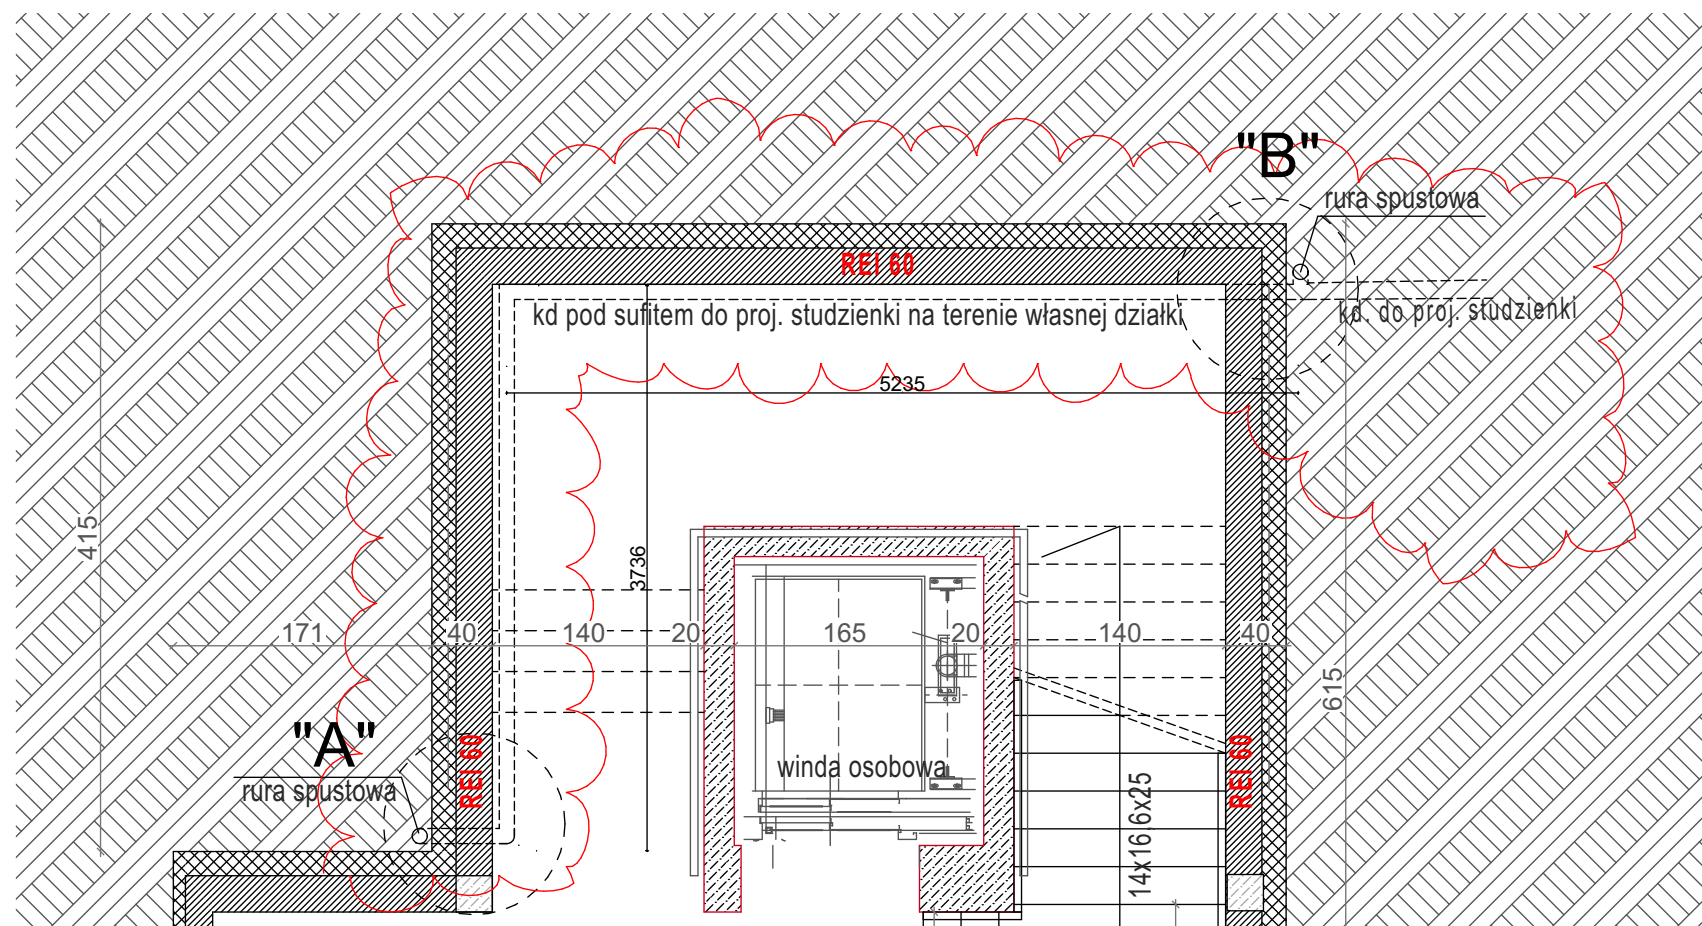 "B"
rura spustowa
REI 60
kd pod sufitem do proj. studzienki na terenie własnej działki
kd. do proj. studzienki
5235
415
3736
171
40
140
20
165
20
140
40
615
"A"
rura spustowa
REI 60
winda osobowa
REI 60
14x16,6x25